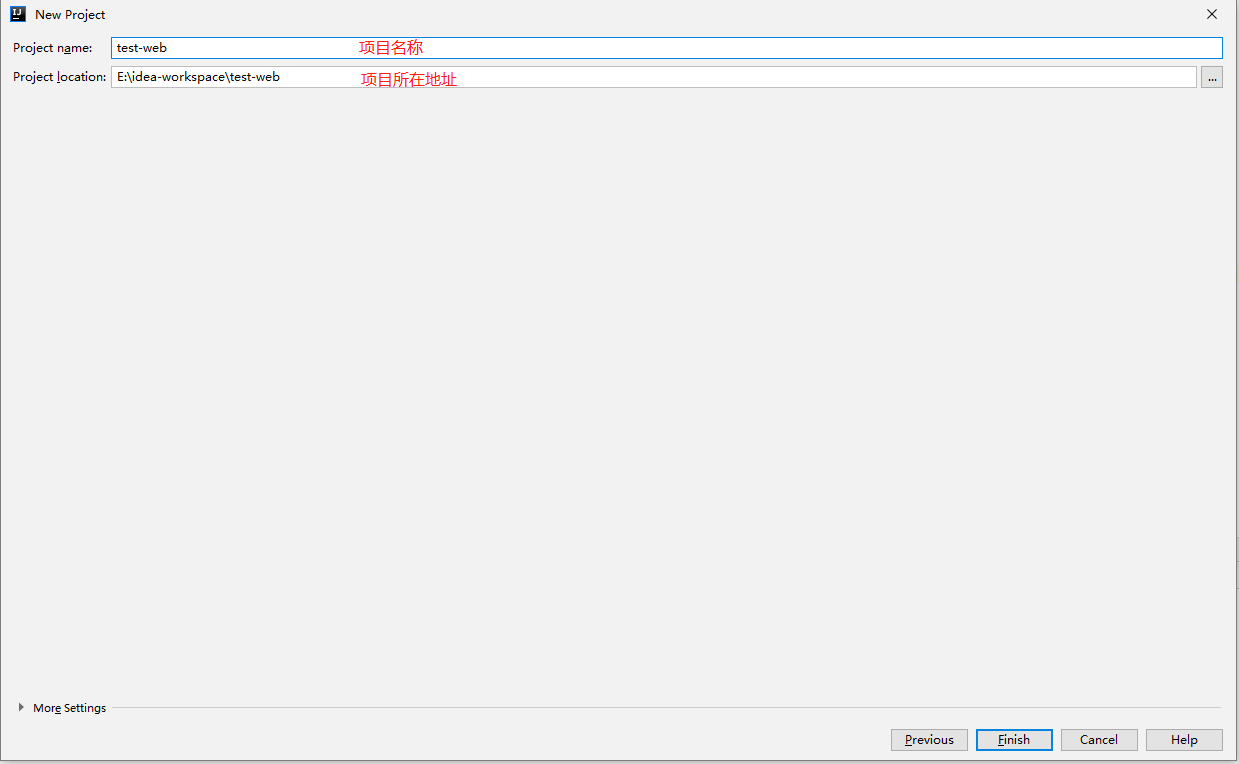 New Project
Project name: test-web 项目名称
Project location: E:\idea-workspace\test-web 项目所在地址 ...
More Settings
Previous Finish Cancel Help